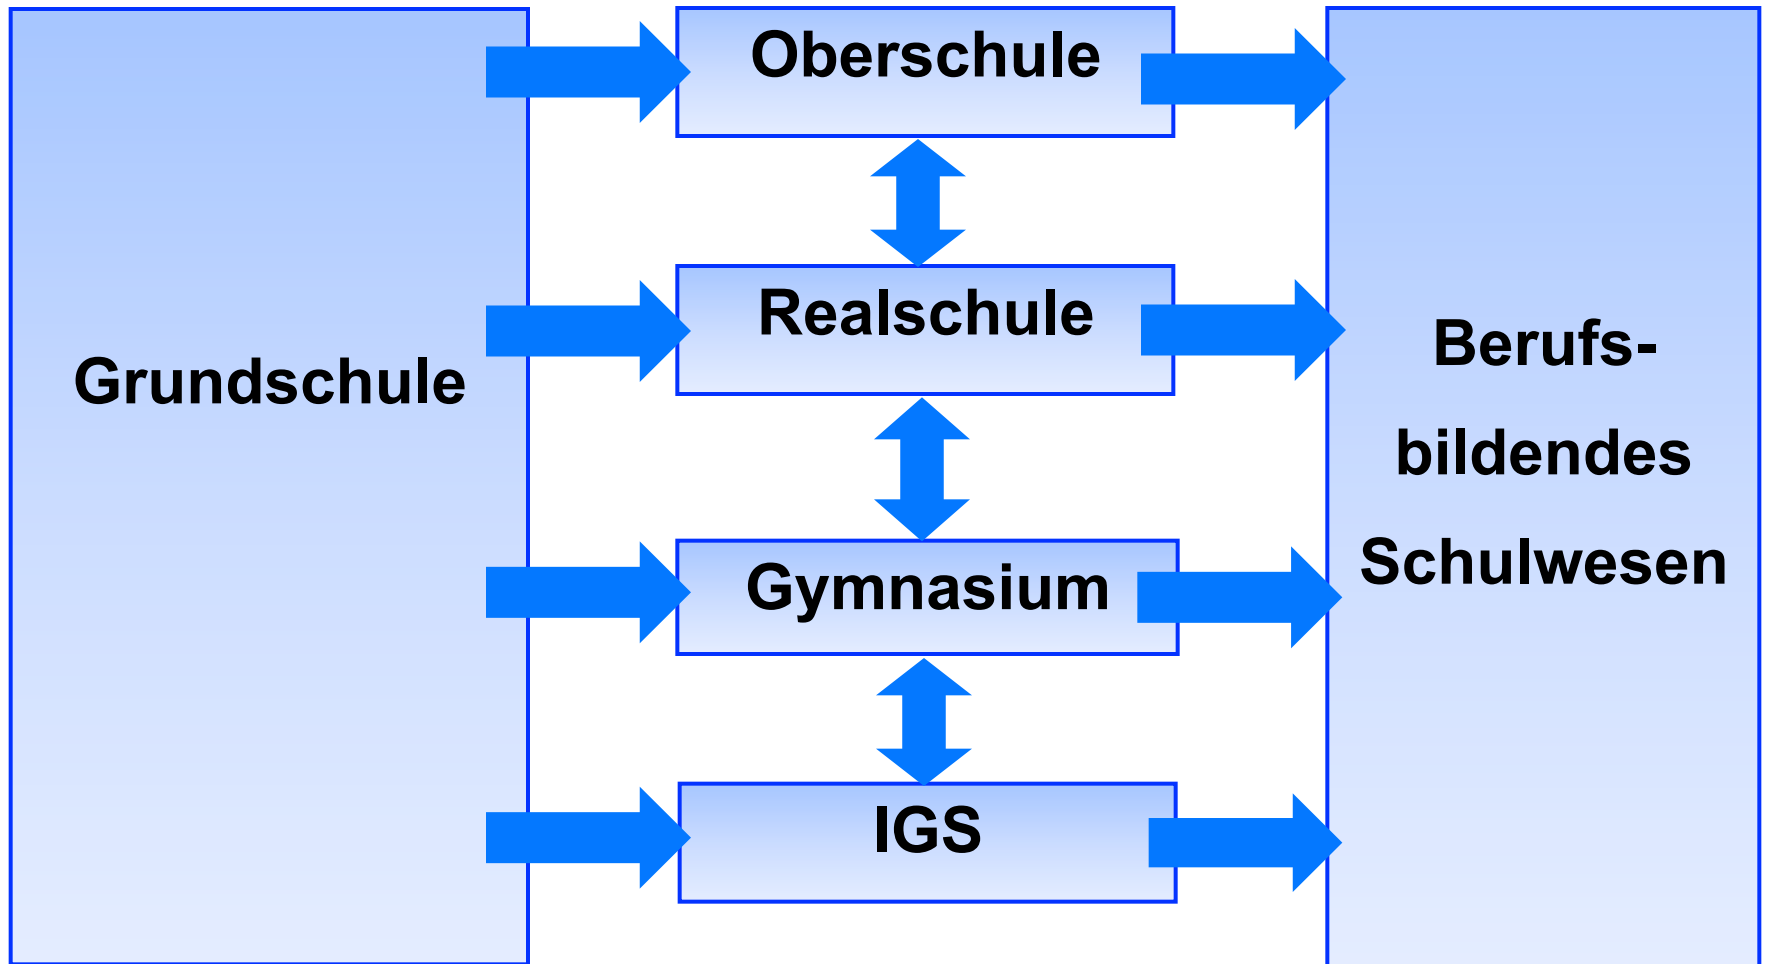 Grundschule
Oberschule
Realschule
Gymnasium
IGS
Berufs-
bildendes
Schulwesen